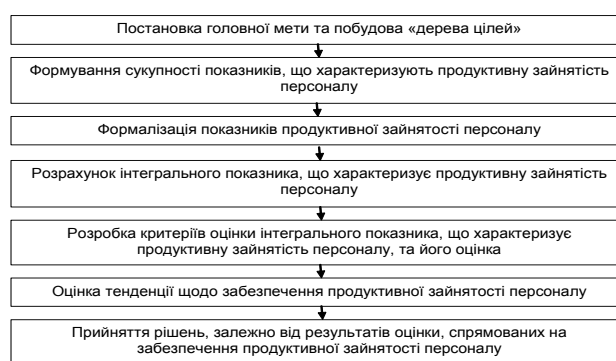 Постановка головної мети та побудова «дерева цілей»
Формування сукупності показників, що характеризують продуктивну зайнятість
персоналу
Формалізація показників продуктивної зайнятості персоналу
Розрахунок інтегрального показника, що характеризує продуктивну зайнятість
персоналу
Розробка критеріїв оцінки інтегрального показника, що характеризує
продуктивну зайнятість персоналу, та його оцінка
Оцінка тенденції щодо забезпечення продуктивної зайнятості персоналу
Прийняття рішень, залежно від результатів оцінки, спрямованих на
забезпечення продуктивної зайнятості персоналу